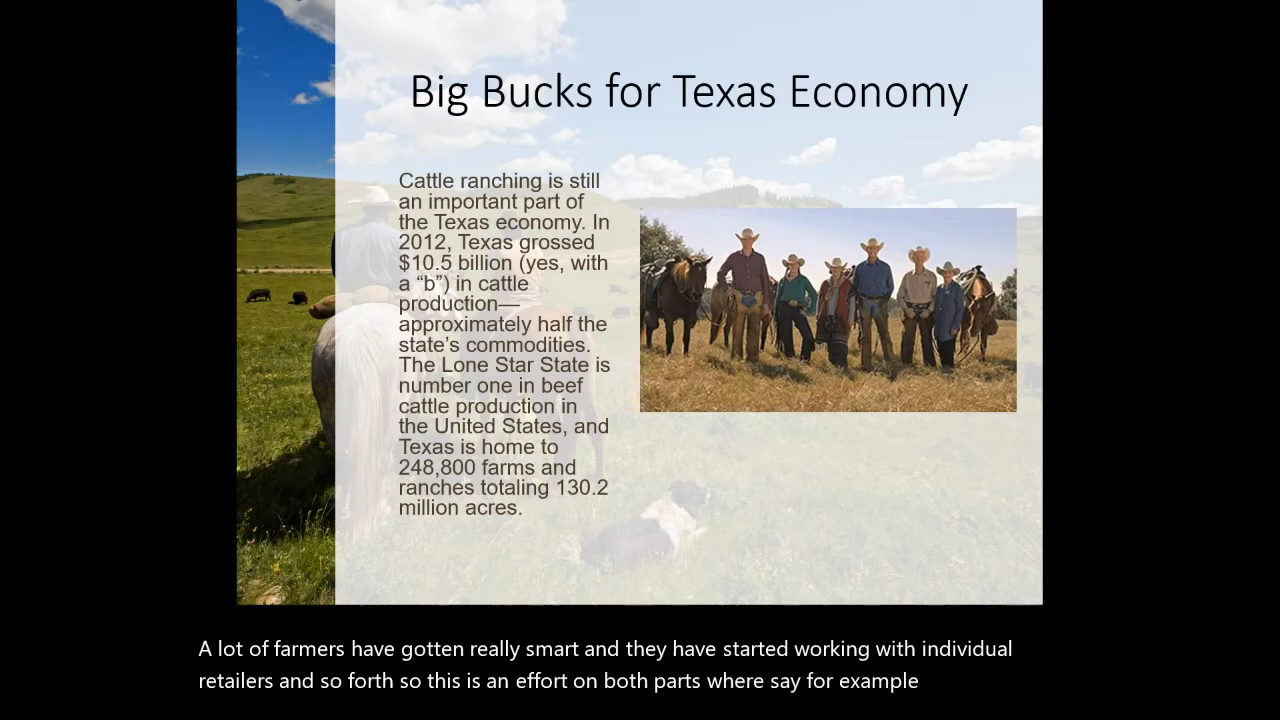 Big Bucks for Texas Economy
Cattle ranching is still
an important part of
the Texas economy. In
2012, Texas grossed
$10.5 billion (yes, with
a “b”) in cattle
production—
approximately half the
state’s commodities.
The Lone Star State is
number one in beef
cattle production in
the United States, and
Texas is home to
248,800 farms and
ranches totaling 130.2
million acres.
A lot of farmers have gotten really smart and they have started working with individual
retailers and so forth so this is an effort on both parts where say for example